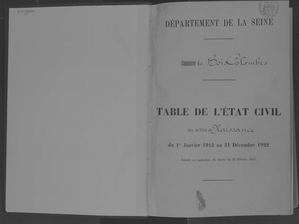 DÉPARTEMENT DE LA SEINE
Commune de Bois-Colombes
TABLE DE L'ÉTAT CIVIL
des actes de Naissance
du 1er Janvier 1913 au 31 Décembre 1922